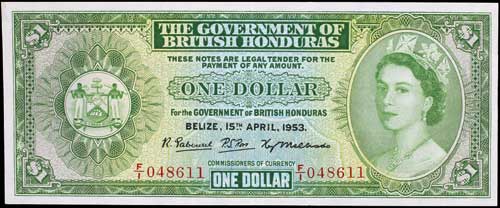 $1 THE GOVERNMENT OF $1
BRITISH HONDURAS
THESE NOTES ARE LEGAL TENDER FOR THE
PAYMENT OF ANY AMOUNT.
ONE DOLLAR
For the GOVERNMENT OF BRITISH HONDURAS
BELIZE, 15TH APRIL, 1953.
COMMISSIONERS OF CURRENCY
F/1 048611 F/1 048611
$1 ONE DOLLAR $1